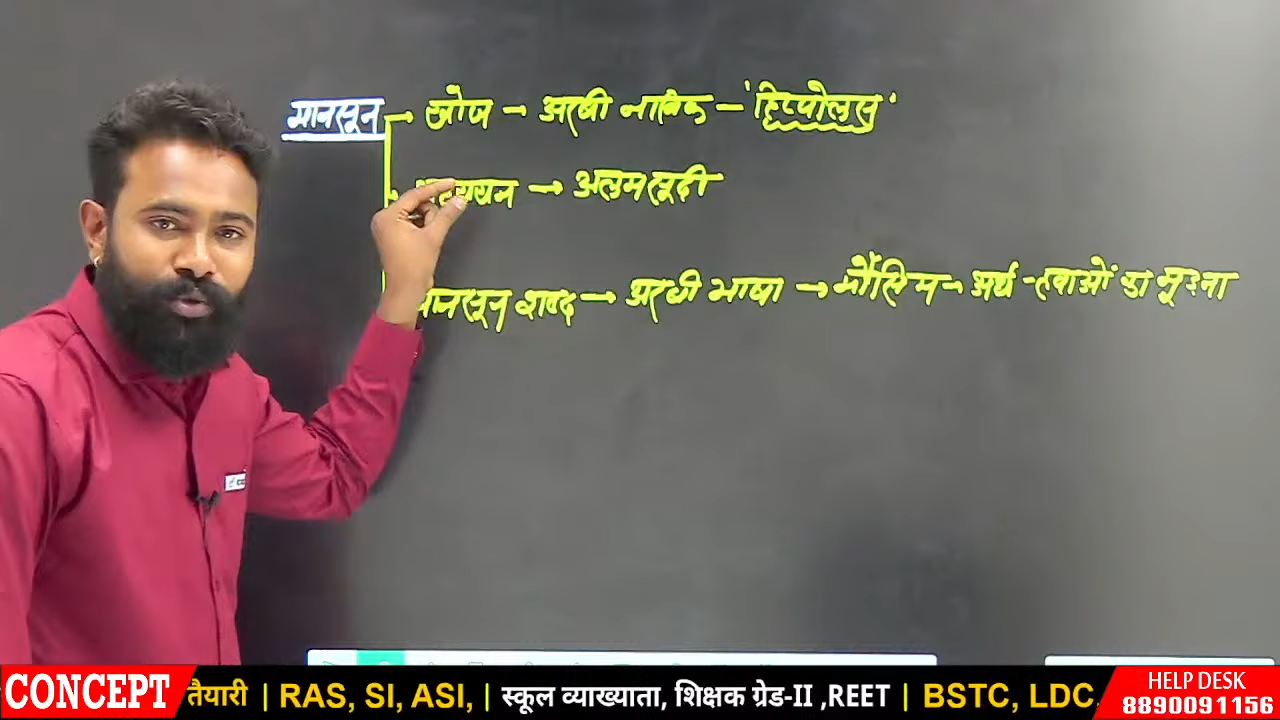 मानसून → खोज → अरबी नाविक – 'हिप्पोलस'
→ अलमसूदी
मानसून शब्द → अरबी भाषा → मौसिम → अर्थ - हवाओं का मुड़ना
CONCEPT तैयारी | RAS, SI, ASI, | स्कूल व्याख्याता, शिक्षक ग्रेड-II ,REET | BSTC, LDC,
HELP DESK
8890091156